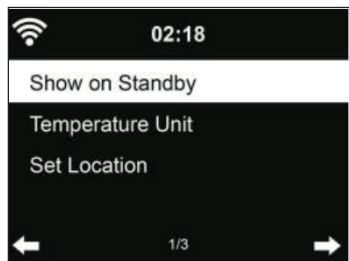 02:18
Show on Standby
Temperature Unit
Set Location
1/3